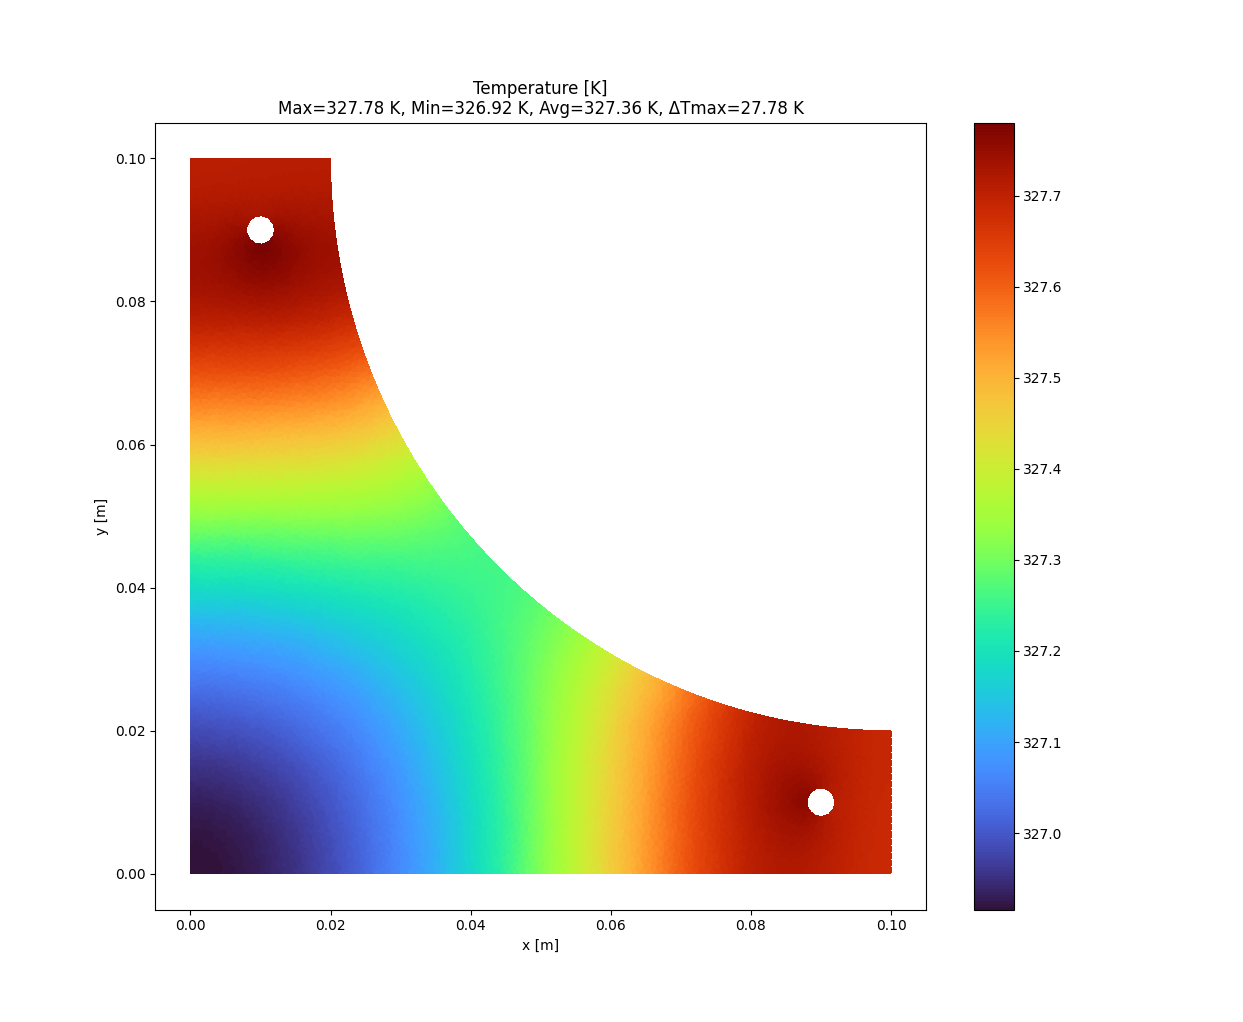 Temperature [K]
Max=327.78 K, Min=326.92 K, Avg=327.36 K, ΔTmax=27.78 K
0.10
0.08
0.06
0.04
0.02
0.00
y [m]
0.00 0.02 0.04 0.06 0.08 0.10
x [m]
327.7
327.6
327.5
327.4
327.3
327.2
327.1
327.0